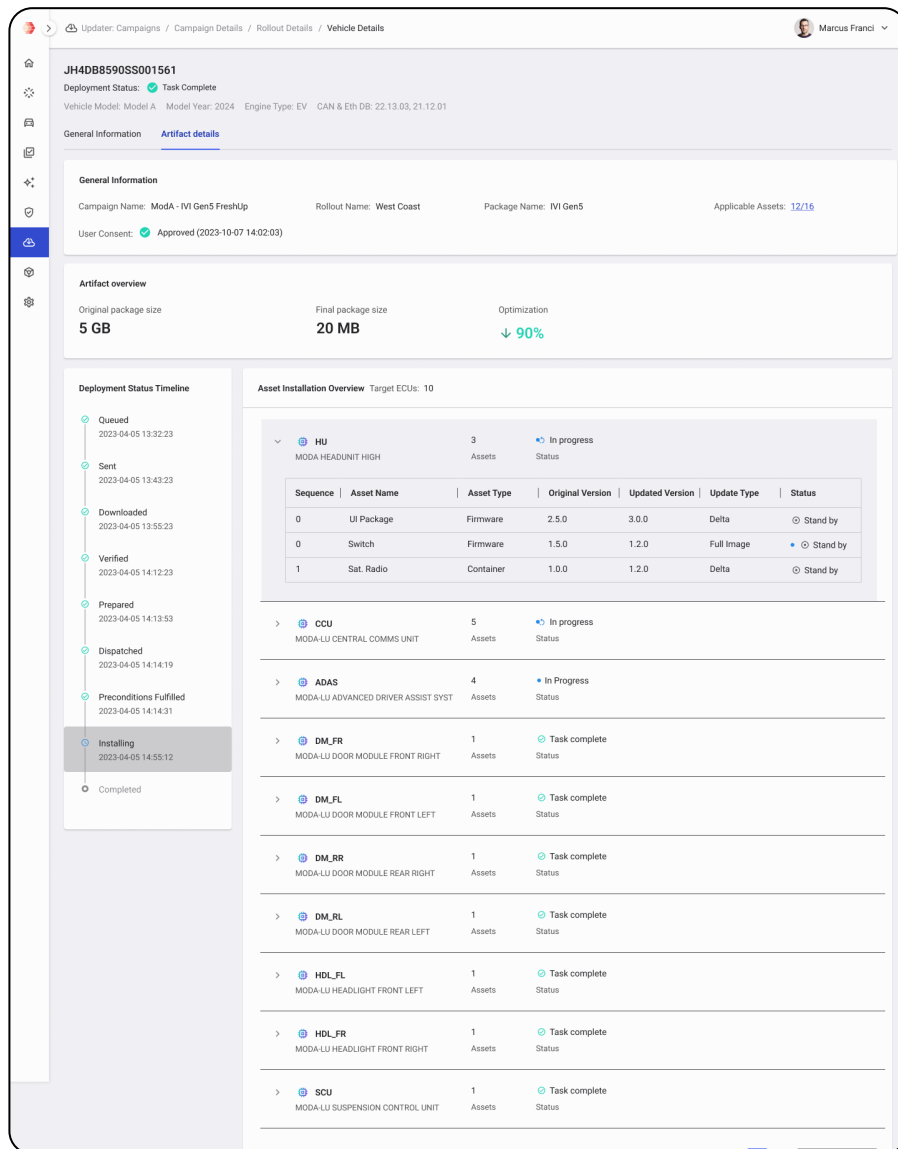 Updater: Campaigns / Campaign Details / Rollout Details / Vehicle Details
Marcus Franci
JH4DB8590SS001561
Deployment Status: Task Complete
Vehicle Model: Model A Model Year: 2024 Engine Type: EV CAN & Eth DB: 22.13.03, 21.12.01
General Information Artifact details
General Information
Campaign Name: ModA - IVI Gen5 FreshUp Rollout Name: West Coast Package Name: IVI Gen5 Applicable Assets: 12/16
User Consent: Approved (2023-10-07 14:02:03)
Artifact overview
Original package size Final package size Optimization
5 GB 20 MB 90%
Deployment Status Timeline
Queued
2023-04-05 13:32:23
Sent
2023-04-05 13:43:23
Downloaded
2023-04-05 13:55:23
Verified
2023-04-05 14:12:23
Prepared
2023-04-05 14:13:53
Dispatched
2023-04-05 14:14:19
Preconditions Fulfilled
2023-04-05 14:14:31
Installing
2023-04-05 14:55:12
Completed
Asset Installation Overview Target ECUs: 10
HU 3 In progress
MODA HEADUNIT HIGH Assets Status
Sequence Asset Name Asset Type Original Version Updated Version Update Type Status
0 UI Package Firmware 2.5.0 3.0.0 Delta Stand by
0 Switch Firmware 1.5.0 1.2.0 Full Image Stand by
1 Sat. Radio Container 1.0.0 1.2.0 Delta Stand by
CCU 5 In progress
MODA-LU CENTRAL COMMS UNIT Assets Status
ADAS 4 In Progress
MODA-LU ADVANCED DRIVER ASSIST SYST Assets Status
DM_FR 1 Task complete
MODA-LU DOOR MODULE FRONT RIGHT Assets Status
DM_FL 1 Task complete
MODA-LU DOOR MODULE FRONT LEFT Assets Status
DM_RR 1 Task complete
MODA-LU DOOR MODULE REAR RIGHT Assets Status
DM_RL 1 Task complete
MODA-LU DOOR MODULE REAR LEFT Assets Status
HDL_FL 1 Task complete
MODA-LU HEADLIGHT FRONT LEFT Assets Status
HDL_FR 1 Task complete
MODA-LU HEADLIGHT FRONT RIGHT Assets Status
SCU 1 Task complete
MODA-LU SUSPENSION CONTROL UNIT Assets Status